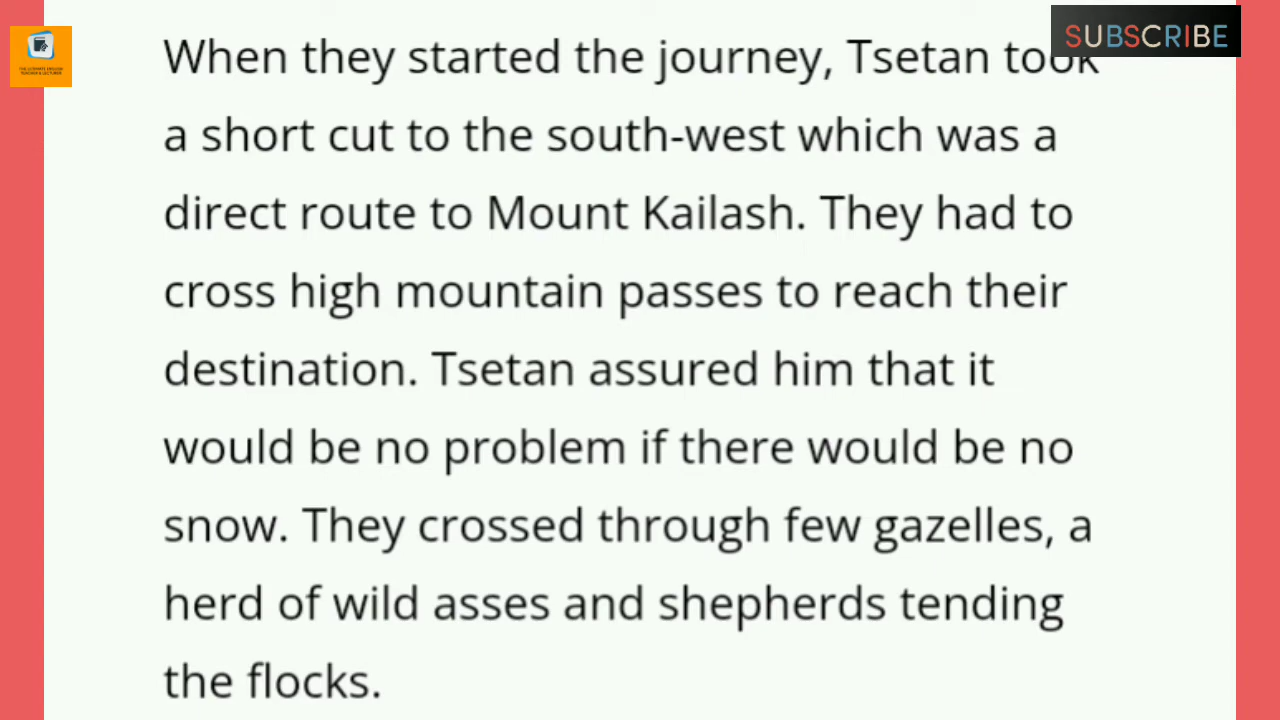 SUBSCRIBE
When they started the journey, Tsetan took
a short cut to the south-west which was a
direct route to Mount Kailash. They had to
cross high mountain passes to reach their
destination. Tsetan assured him that it
would be no problem if there would be no
snow. They crossed through few gazelles, a
herd of wild asses and shepherds tending
the flocks.